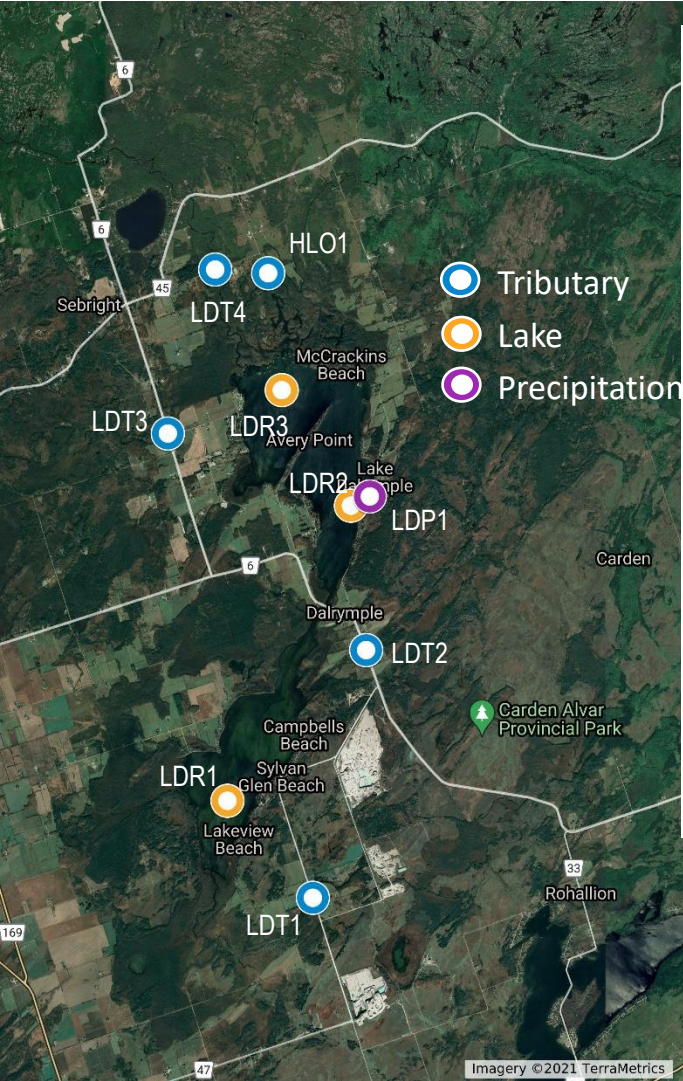 6
6
HLO1
45
LDT4
Sebright
Tributary
Lake
Precipitation
McCrackins
Beach
LDT3
LDR3
Avery Point
Lake
LDR2
LDP1
Carden
6
Dalrymple
LDT2
Carden Alvar
Provincial Park
Campbells
Beach
Sylvan
Glen Beach
LDR1
Lakeview
Beach
33
Rohallion
LDT1
169
47
Imagery ©2021 TerraMetrics